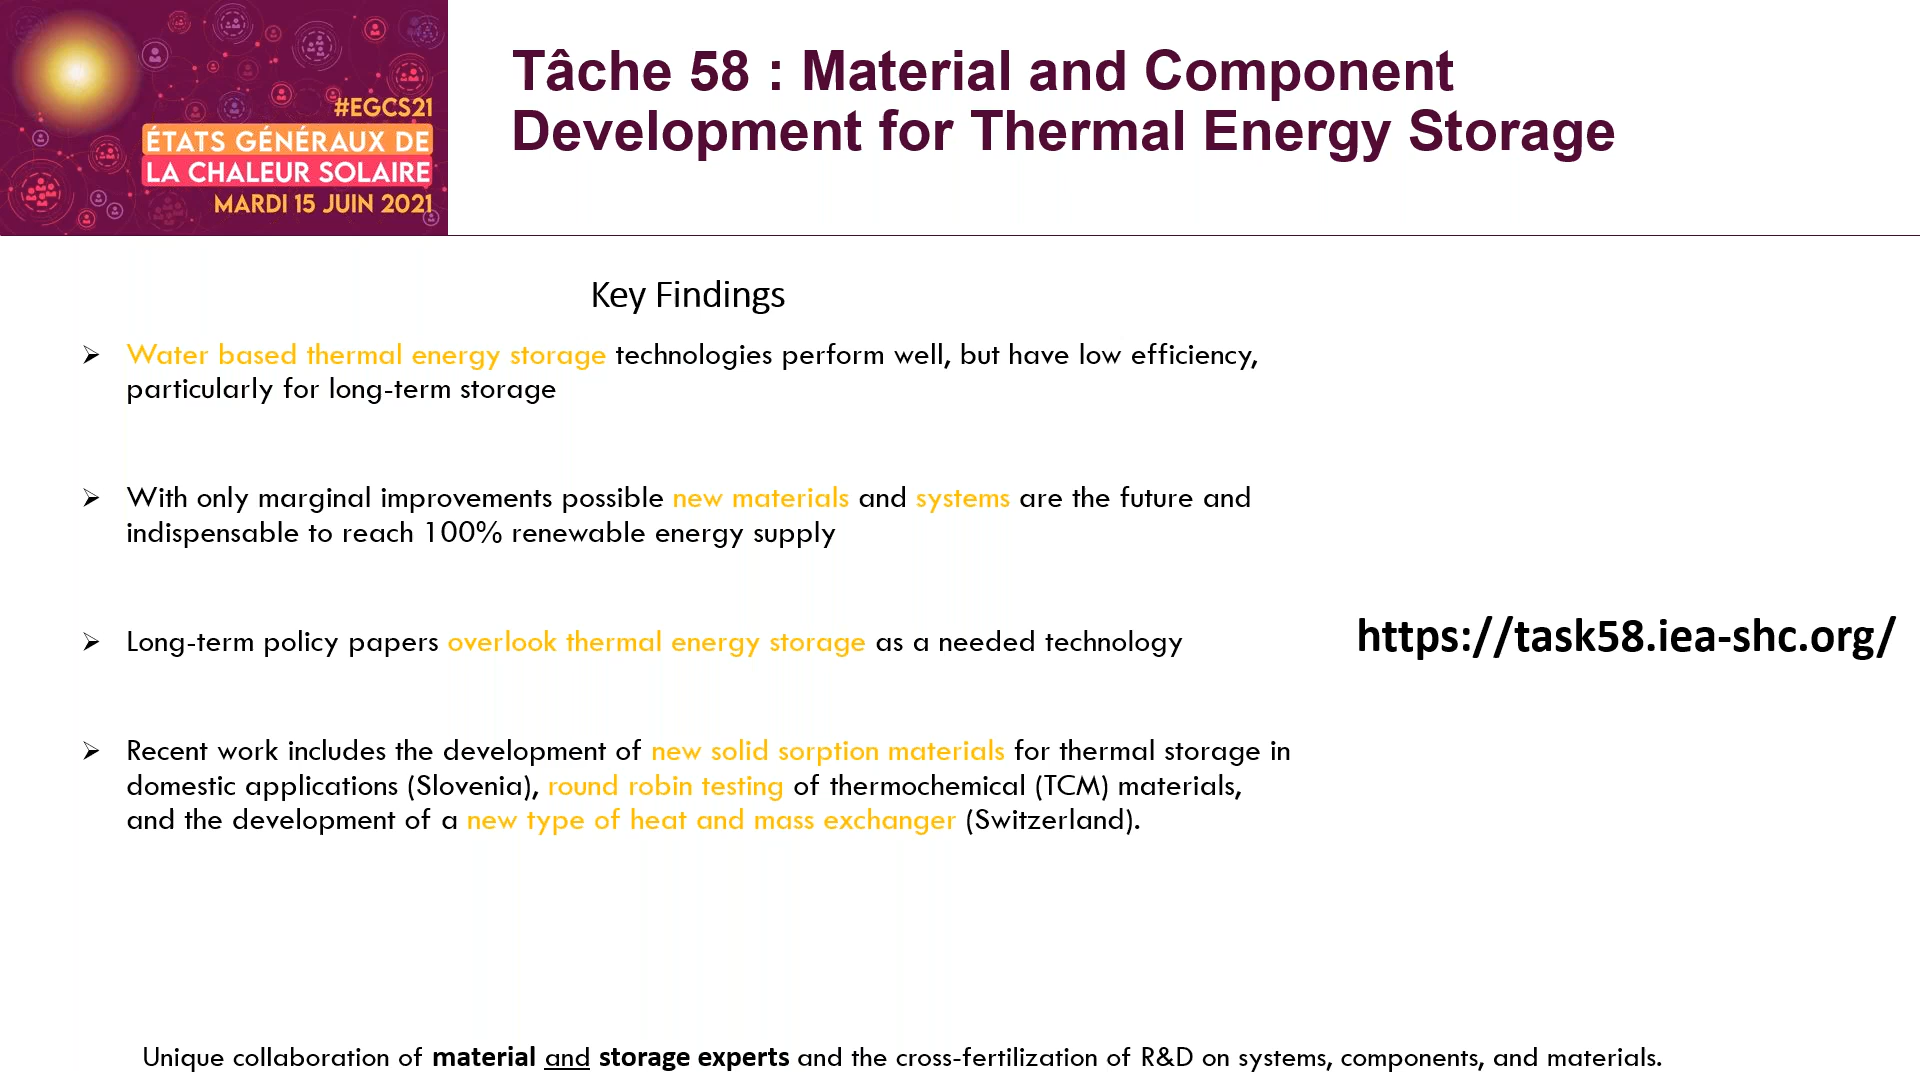 #EGCS21
ÉTATS GÉNÉRAUX DE
LA CHALEUR SOLAIRE
MARDI 15 JUIN 2021
Tâche 58 : Material and Component
Development for Thermal Energy Storage
Key Findings
➢ Water based thermal energy storage technologies perform well, but have low efficiency,
particularly for long-term storage
➢ With only marginal improvements possible new materials and systems are the future and
indispensable to reach 100% renewable energy supply
➢ Long-term policy papers overlook thermal energy storage as a needed technology
https://task58.iea-shc.org/
➢ Recent work includes the development of new solid sorption materials for thermal storage in
domestic applications (Slovenia), round robin testing of thermochemical (TCM) materials,
and the development of a new type of heat and mass exchanger (Switzerland).
Unique collaboration of material and storage experts and the cross-fertilization of R&D on systems, components, and materials.